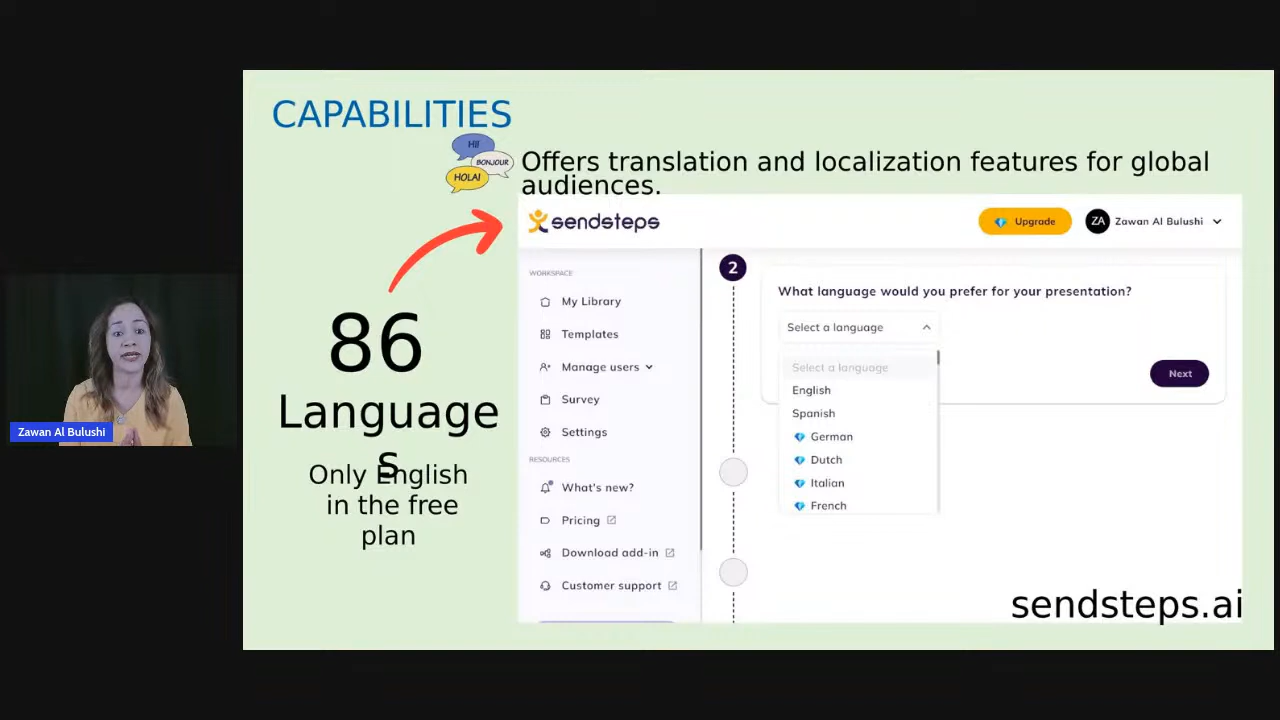 CAPABILITIES
HI!
BONJOUR
HOLA!
Offers translation and localization features for global
audiences.
sendsteps
Upgrade
ZA
Zawan Al Bulushi
WORKSPACE
My Library
Templates
Manage users
Survey
Settings
RESOURCES
What's new?
Pricing
Download add-in
Customer support
2
What language would you prefer for your presentation?
Select a language
Select a language
English
Spanish
German
Dutch
Italian
French
Next
86
Language
s
Only English
in the free
plan
sendsteps.ai
Zawan Al Bulushi